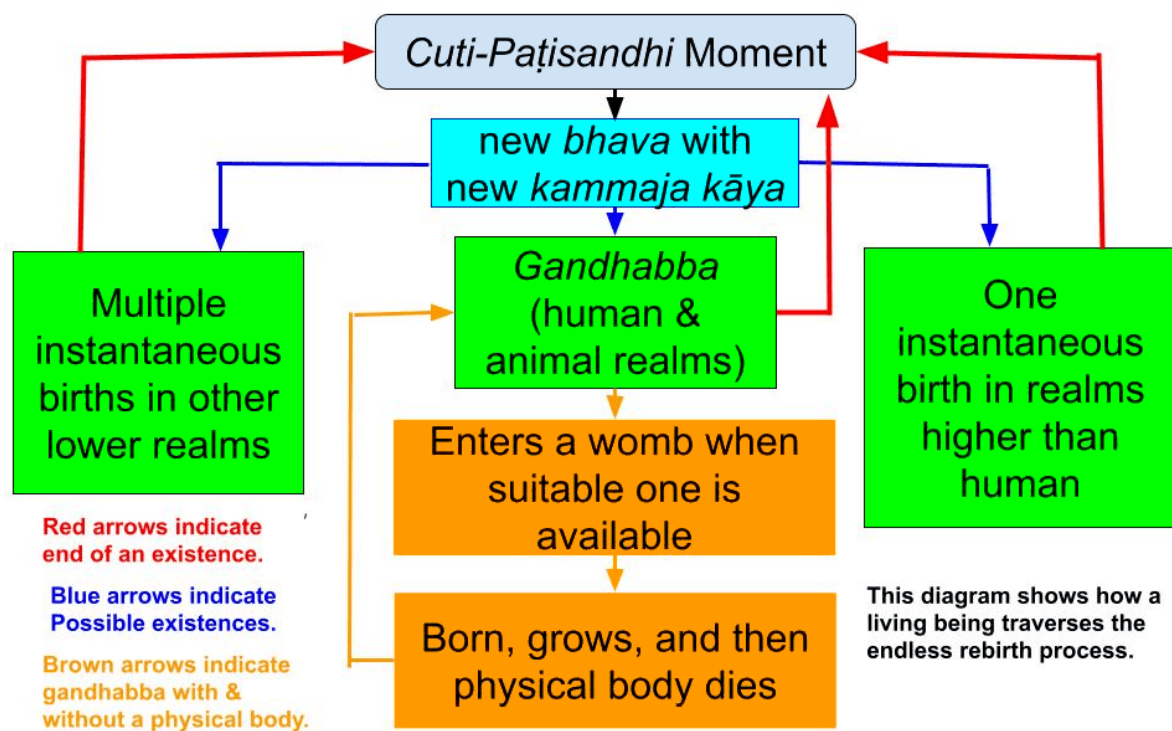 Cuti-Paṭisandhi Moment
new bhava with
new kammaja kāya
Multiple
instantaneous
births in other
lower realms
Gandhabba
(human &
animal realms)
One
instantaneous
birth in realms
higher than
human
Enters a womb when
suitable one is
available
Born, grows, and then
physical body dies
Red arrows indicate
end of an existence.
Blue arrows indicate
Possible existences.
Brown arrows indicate
gandhabba with &
without a physical body.
This diagram shows how a
living being traverses the
endless rebirth process.